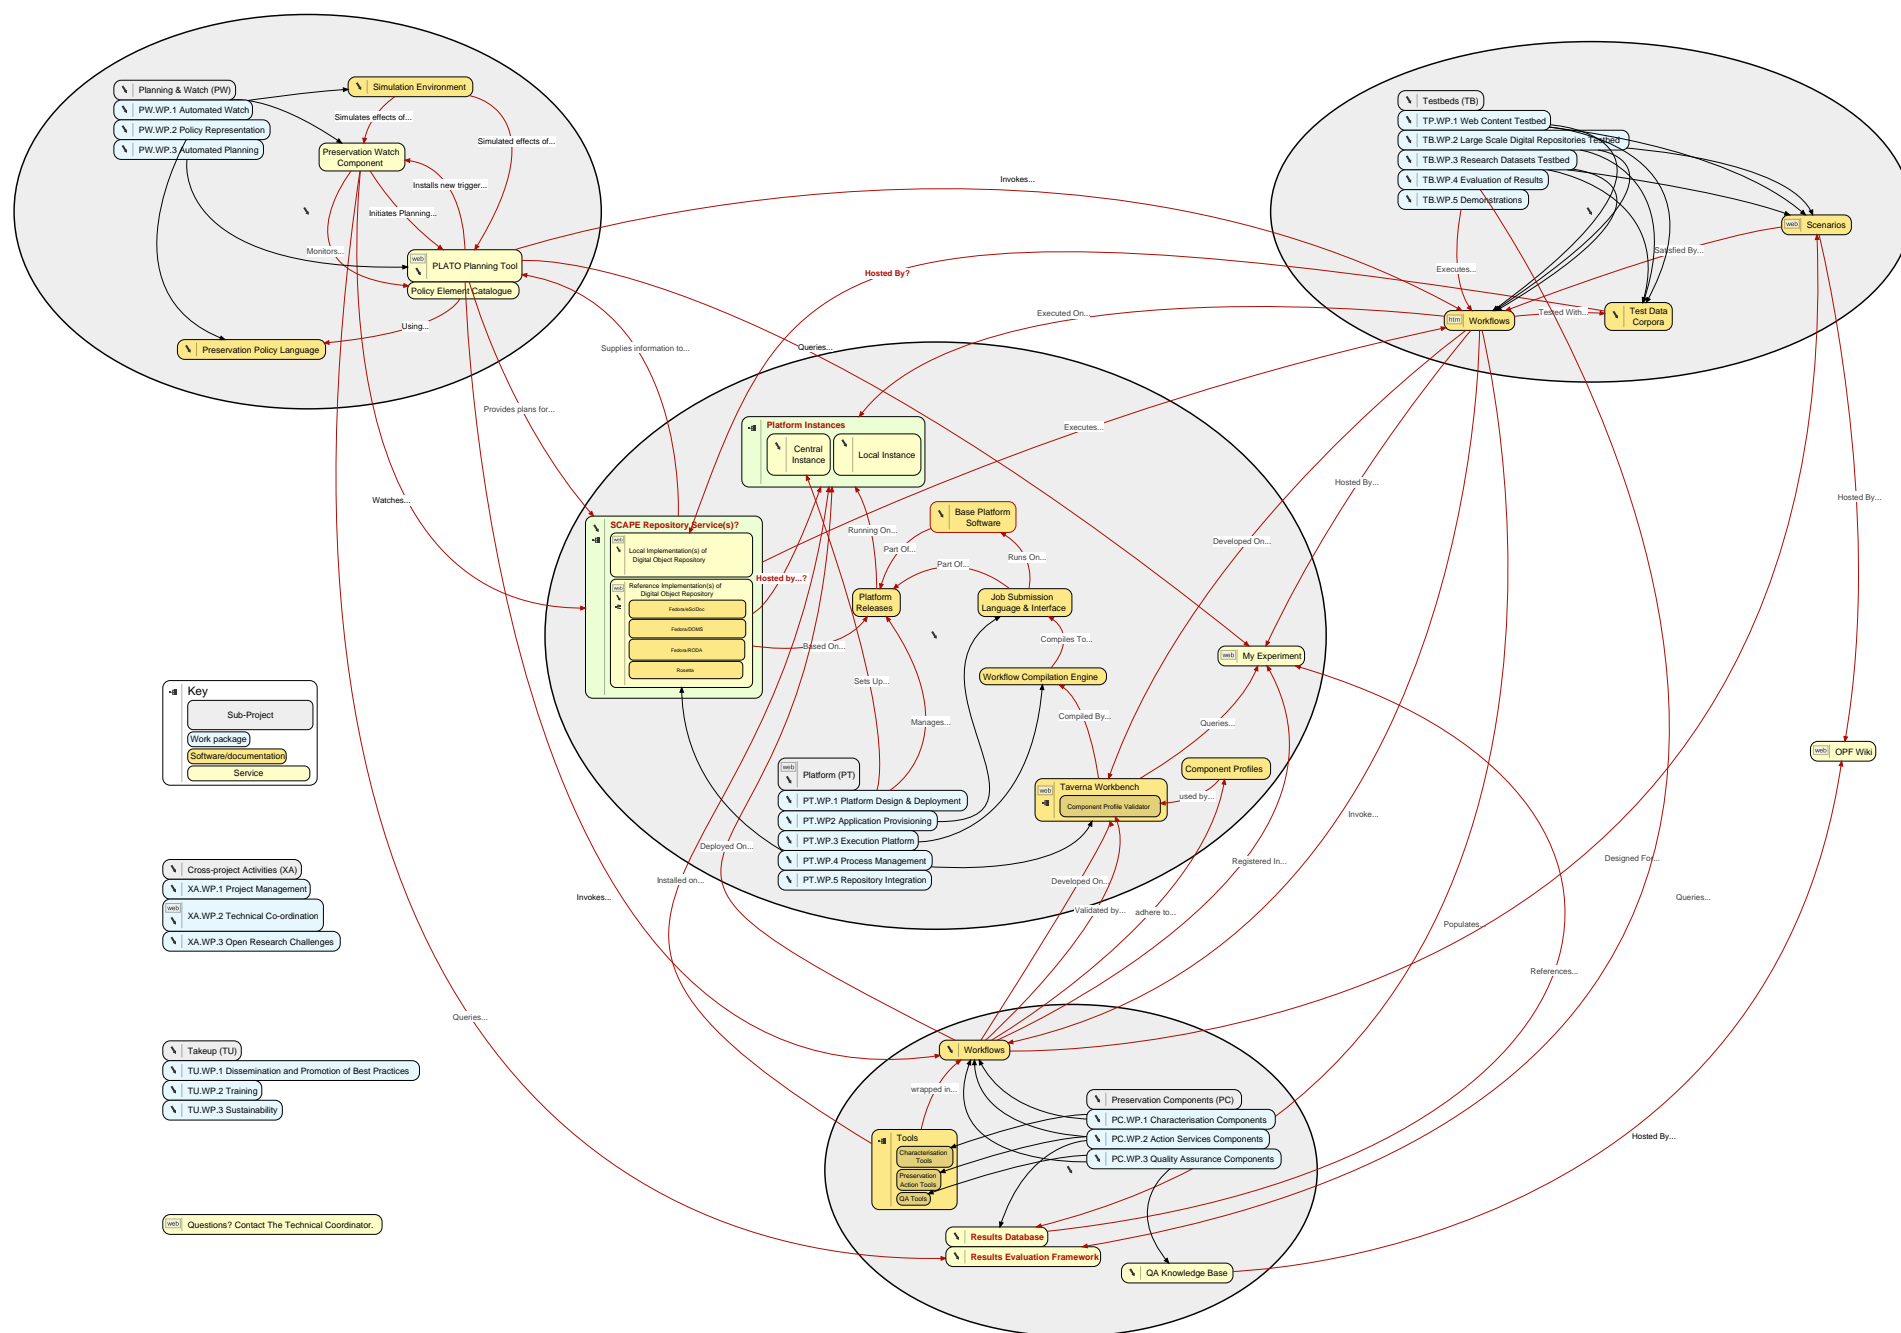 Planning & Watch (PW)
PW.WP.1 Automated Watch
PW.WP.2 Policy Representation
PW.WP.3 Automated Planning
Simulation Environment
Simulates effects of...
Simulated effects of...
Preservation Watch
Component
Installs new trigger...
Initiates Planning...
Monitors...
web
PLATO Planning Tool
Policy Element Catalogue
Using...
Preservation Policy Language
Testbeds (TB)
TP.WP.1 Web Content Testbed
TB.WP.2 Large Scale Digital Repositories Testbed
TB.WP.3 Research Datasets Testbed
TB.WP.4 Evaluation of Results
TB.WP.5 Demonstrations
web
Scenarios
Satisfied By...
Executes...
htm
Workflows
Tested With...
Test Data
Corpora
Invokes...
Hosted By?
Executed On...
Queries...
Supplies information to...
Provides plans for...
Watches...
Executes...
Hosted By...
Developed On...
Hosted By...
Platform Instances
Central
Instance
Local Instance
SCAPE Repository Service(s)?
web
Local Implementation(s) of
Digital Object Repository
web
Reference Implementation(s) of
Digital Object Repository
Fedora/eSciDoc
Fedora/DOMS
Fedora/RODA
Rosetta
Hosted by...?
Based On...
Running On...
Base Platform
Software
Part Of...
Runs On...
Part Of...
Platform
Releases
Job Submission
Language & Interface
Compiles To...
Workflow Compilation Engine
Sets Up...
Manages...
Compiled By...
Queries...
web
My Experiment
web
Platform (PT)
PT.WP.1 Platform Design & Deployment
PT.WP2 Application Provisioning
PT.WP.3 Execution Platform
PT.WP.4 Process Management
PT.WP.5 Repository Integration
Component Profiles
web
Taverna Workbench
Component Profile Validator
used by...
web
OPF Wiki
Key
Sub-Project
Work package
Software/documentation
Service
Cross-project Activities (XA)
XA.WP.1 Project Management
web
XA.WP.2 Technical Co-ordination
XA.WP.3 Open Research Challenges
Takeup (TU)
TU.WP.1 Dissemination and Promotion of Best Practices
TU.WP.2 Training
TU.WP.3 Sustainability
web
Questions? Contact The Technical Coordinator.
Deployed On...
Installed on...
Invokes...
Queries...
Developed On...
Validated by...
adhere to...
Registered In...
Invoke...
Designed For...
Queries...
Populates...
References...
Hosted By...
Workflows
wrapped in...
Tools
Characterisation
Tools
Preservation
Action Tools
QA Tools
Preservation Components (PC)
PC.WP.1 Characterisation Components
PC.WP.2 Action Services Components
PC.WP.3 Quality Assurance Components
Results Database
Results Evaluation Framework
QA Knowledge Base